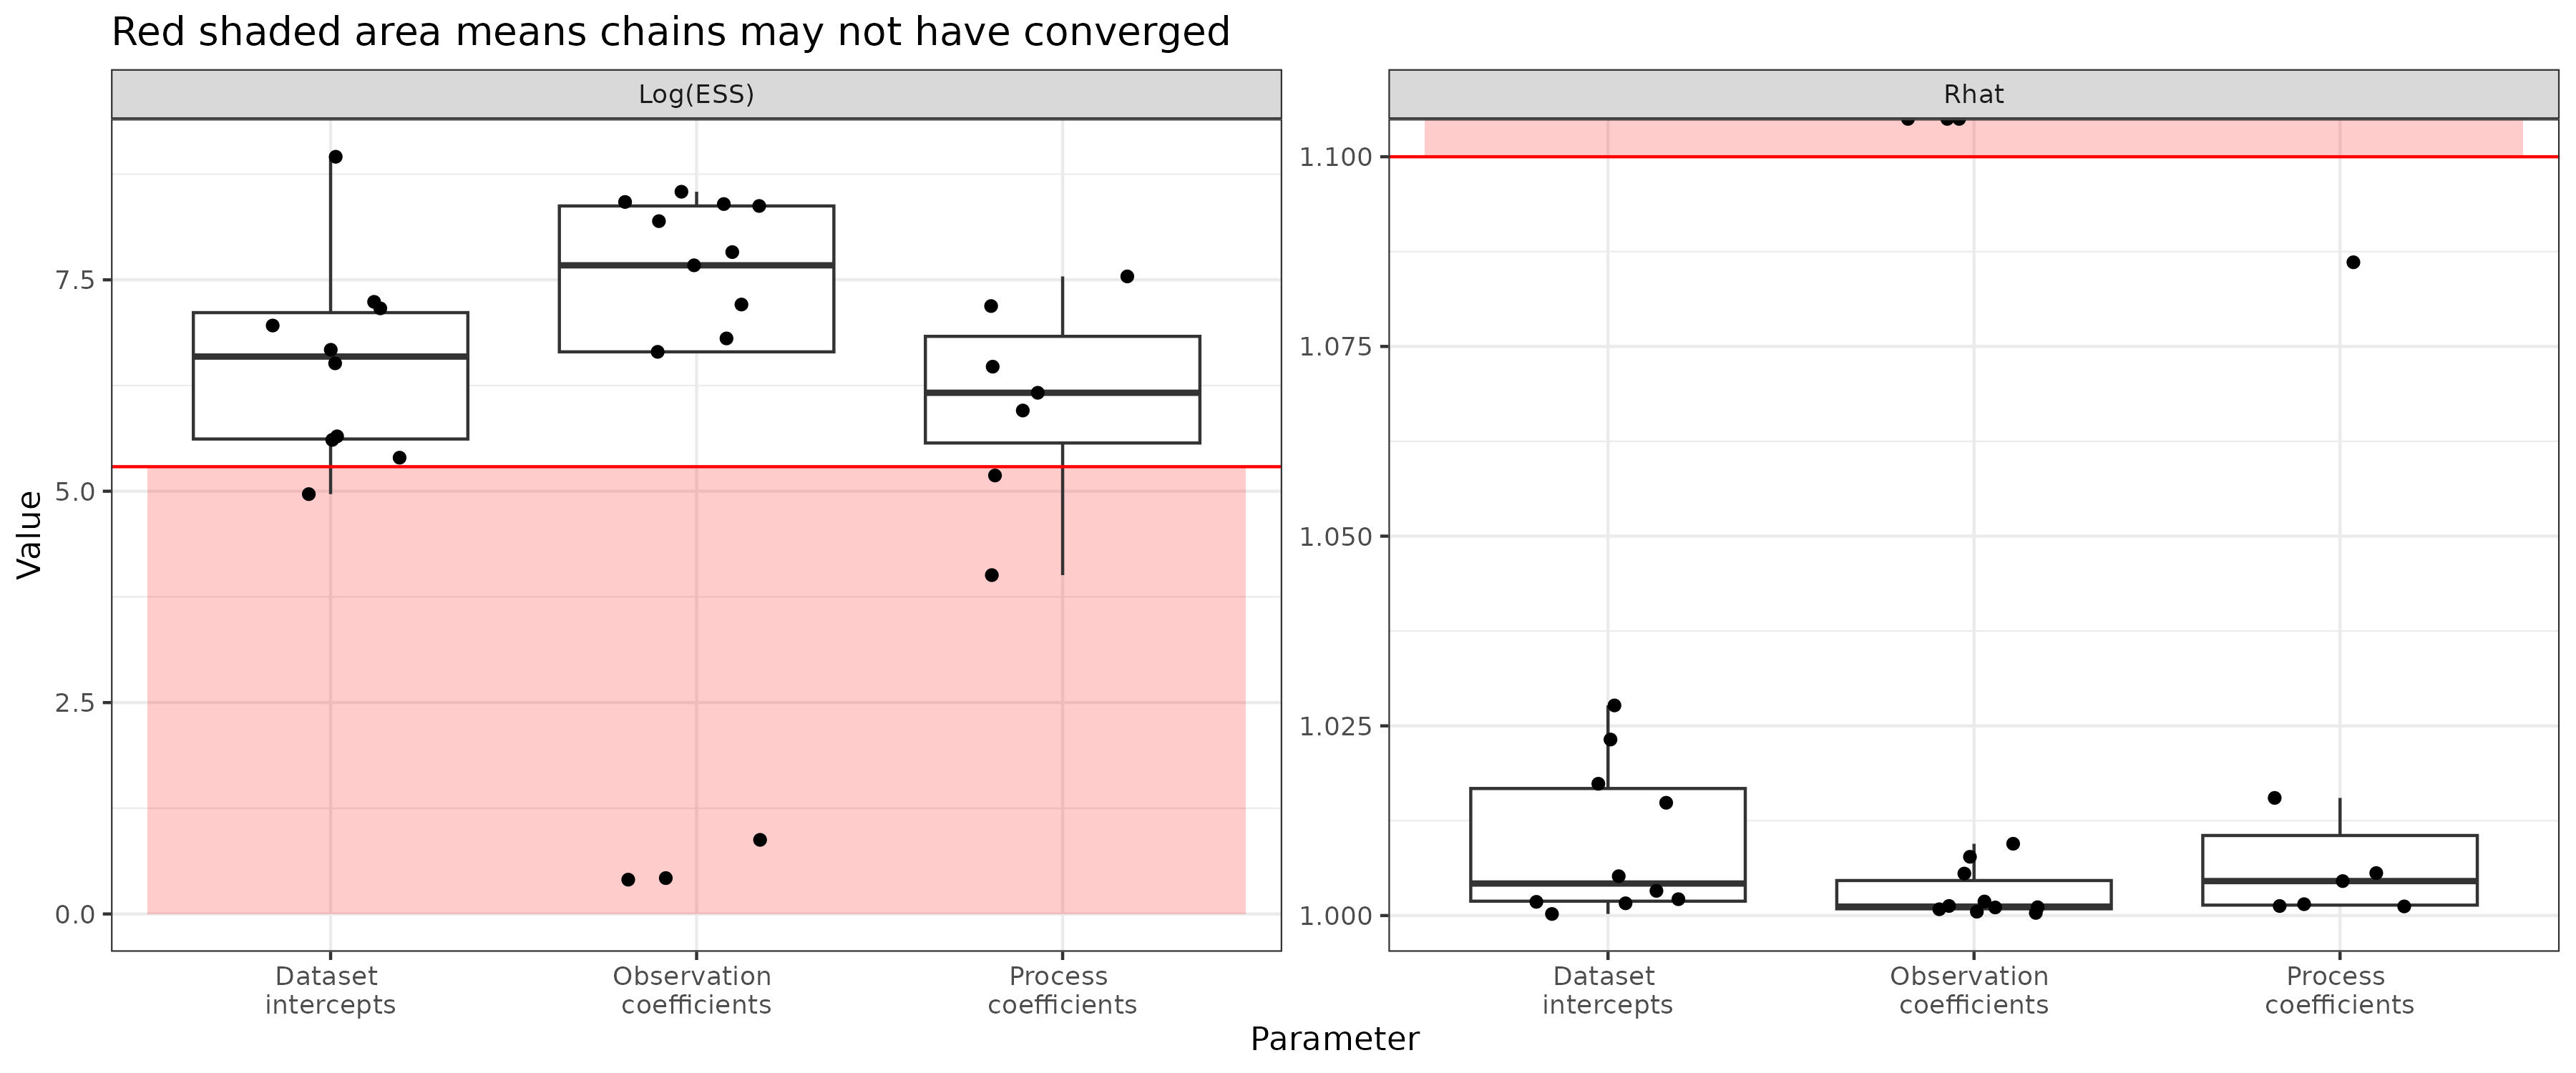 Red shaded area means chains may not have converged
Log(ESS)
Rhat
Value
7.5
5.0
2.5
0.0
1.100
1.075
1.050
1.025
1.000
Dataset
intercepts
Observation
coefficients
Process
coefficients
Dataset
intercepts
Observation
coefficients
Process
coefficients
Parameter